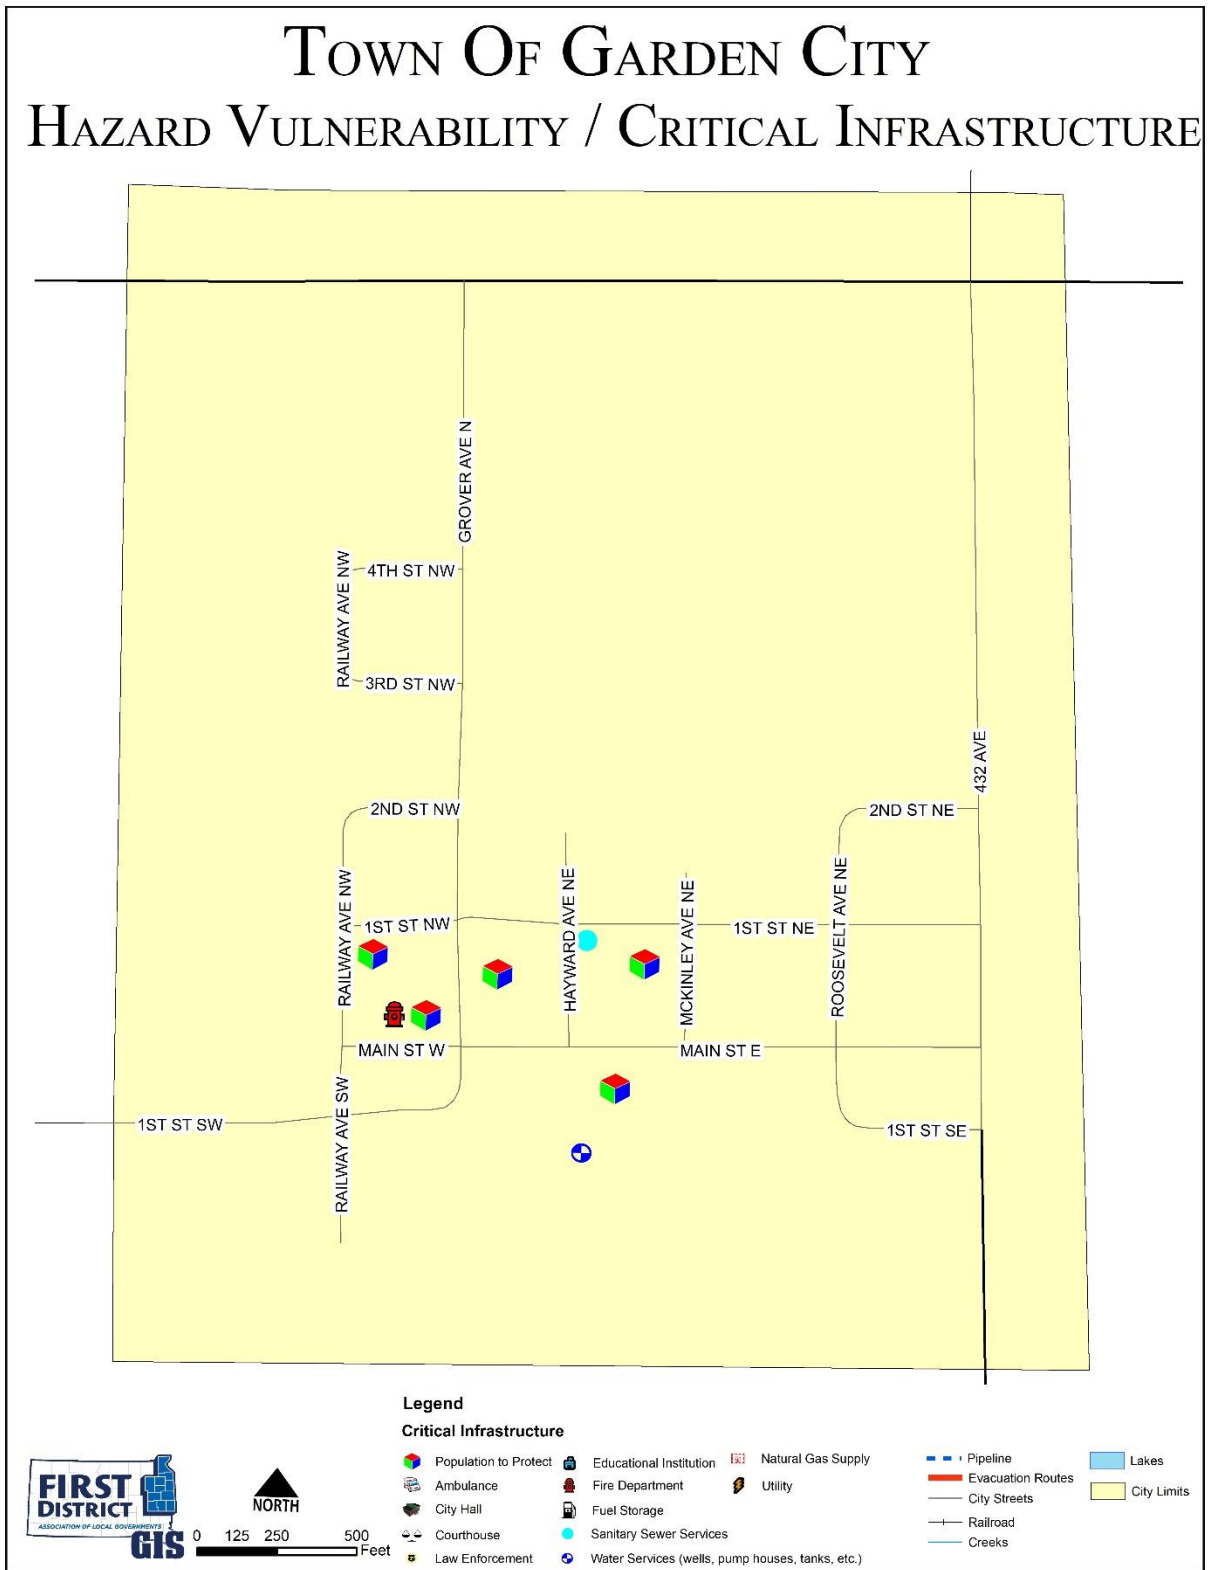 TOWN OF GARDEN CITY
HAZARD VULNERABILITY / CRITICAL INFRASTRUCTURE
GROVER AVE N
RAILWAY AVE NW
4TH ST NW
3RD ST NW
432 AVE
2ND ST NW
2ND ST NE
RAILWAY AVE NW
HAYWARD AVE NE
MCKINLEY AVE NE
ROOSEVELT AVE NE
1ST ST NW
1ST ST NE
MAIN ST W
MAIN ST E
RAILWAY AVE SW
1ST ST SW
1ST ST SE
Legend
Critical Infrastructure
Population to Protect
Ambulance
City Hall
Courthouse
Law Enforcement
Educational Institution
Fire Department
Fuel Storage
Sanitary Sewer Services
Water Services (wells, pump houses, tanks, etc.)
Natural Gas Supply
Utility
Pipeline
Evacuation Routes
City Streets
Railroad
Creeks
Lakes
City Limits
FIRST
DISTRICT
ASSOCIATION OF LOCAL GOVERNMENTS
GIS
NORTH
0 125 250 500
Feet